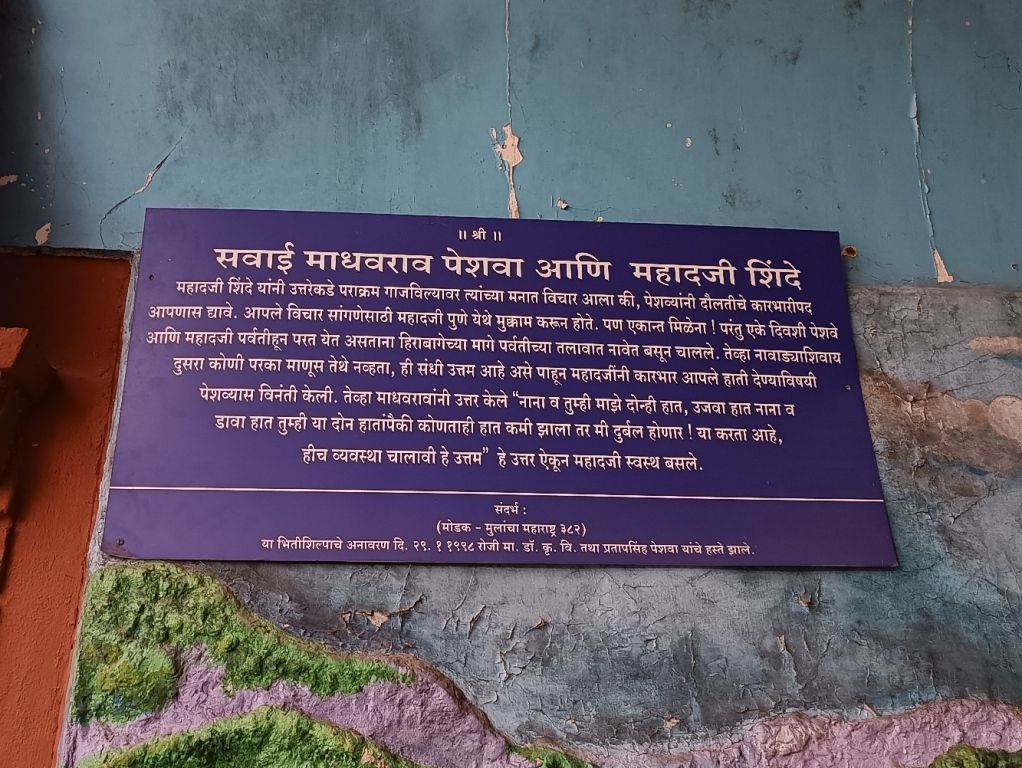 ॥ श्री ॥
सवाई माधवराव पेशवा आणि महादजी शिंदे
महादजी शिंदे यांनी उत्तरेकडे पराक्रम गाजविल्यावर त्यांच्या मनात विचार आला की, पेशव्यांनी दौलतीचे कारभारीपद
आपणास द्यावे. आपले विचार सांगणेसाठी महादजी पुणे येथे मुक्काम करून होते. पण एकान्त मिळेना ! परंतु एके दिवशी पेशवे
आणि महादजी पर्वतीहून परत येत असताना हिराबागेच्या मागे पर्वतीच्या तलावात नावेत बसून चालले. तेव्हा नावाड्याशिवाय
दुसरा कोणी परका माणूस तेथे नव्हता, ही संधी उत्तम आहे असे पाहून महादजींनी कारभार आपले हाती देण्याविषयी
पेशव्यास विनंती केली. तेव्हा माधवरावांनी उत्तर केले “नाना व तुम्ही माझे दोन्ही हात, उजवा हात नाना व
डावा हात तुम्ही या दोन हातांपैकी कोणताही हात कमी झाला तर मी दुर्बल होणार ! या करता आहे,
हीच व्यवस्था चालावी हे उत्तम” हे उत्तर ऐकून महादजी स्वस्थ बसले.
संदर्भ :
(मोडक - मुलांचा महाराष्ट्र ३८२)
या भितीशिल्पाचे अनावरण दि. २९. १ १९९८ रोजी मा. डॉ. कृ. वि. तथा प्रतापसिंह पेशवा यांचे हस्ते झाले.